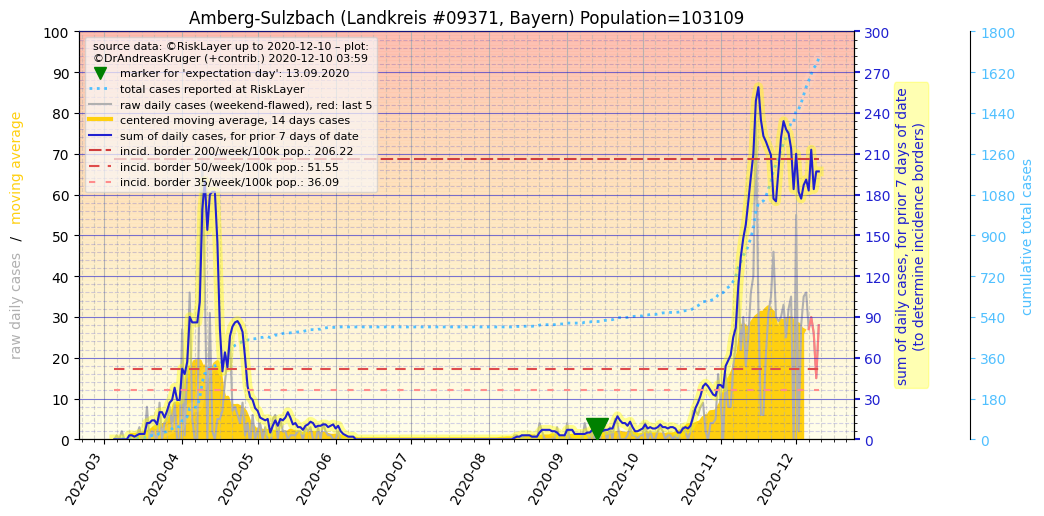 Amberg-Sulzbach (Landkreis #09371, Bayern) Population=103109
source data: ©RiskLayer up to 2020-12-10 – plot:
©DrAndreasKruger (+contrib.) 2020-12-10 03:59
marker for 'expectation day': 13.09.2020
total cases reported at RiskLayer
raw daily cases (weekend-flawed), red: last 5
centered moving average, 14 days cases
sum of daily cases, for prior 7 days of date
incid. border 200/week/100k pop.: 206.22
incid. border 50/week/100k pop.: 51.55
incid. border 35/week/100k pop.: 36.09
raw daily cases / moving average
100
90
80
70
60
50
40
30
20
10
0
2020-03
2020-04
2020-05
2020-06
2020-07
2020-08
2020-09
2020-10
2020-11
2020-12
300
270
240
210
180
150
120
90
60
30
0
sum of daily cases, for prior 7 days of date
(to determine incidence borders)
1800
1620
1440
1260
1080
900
720
540
360
180
0
cumulative total cases